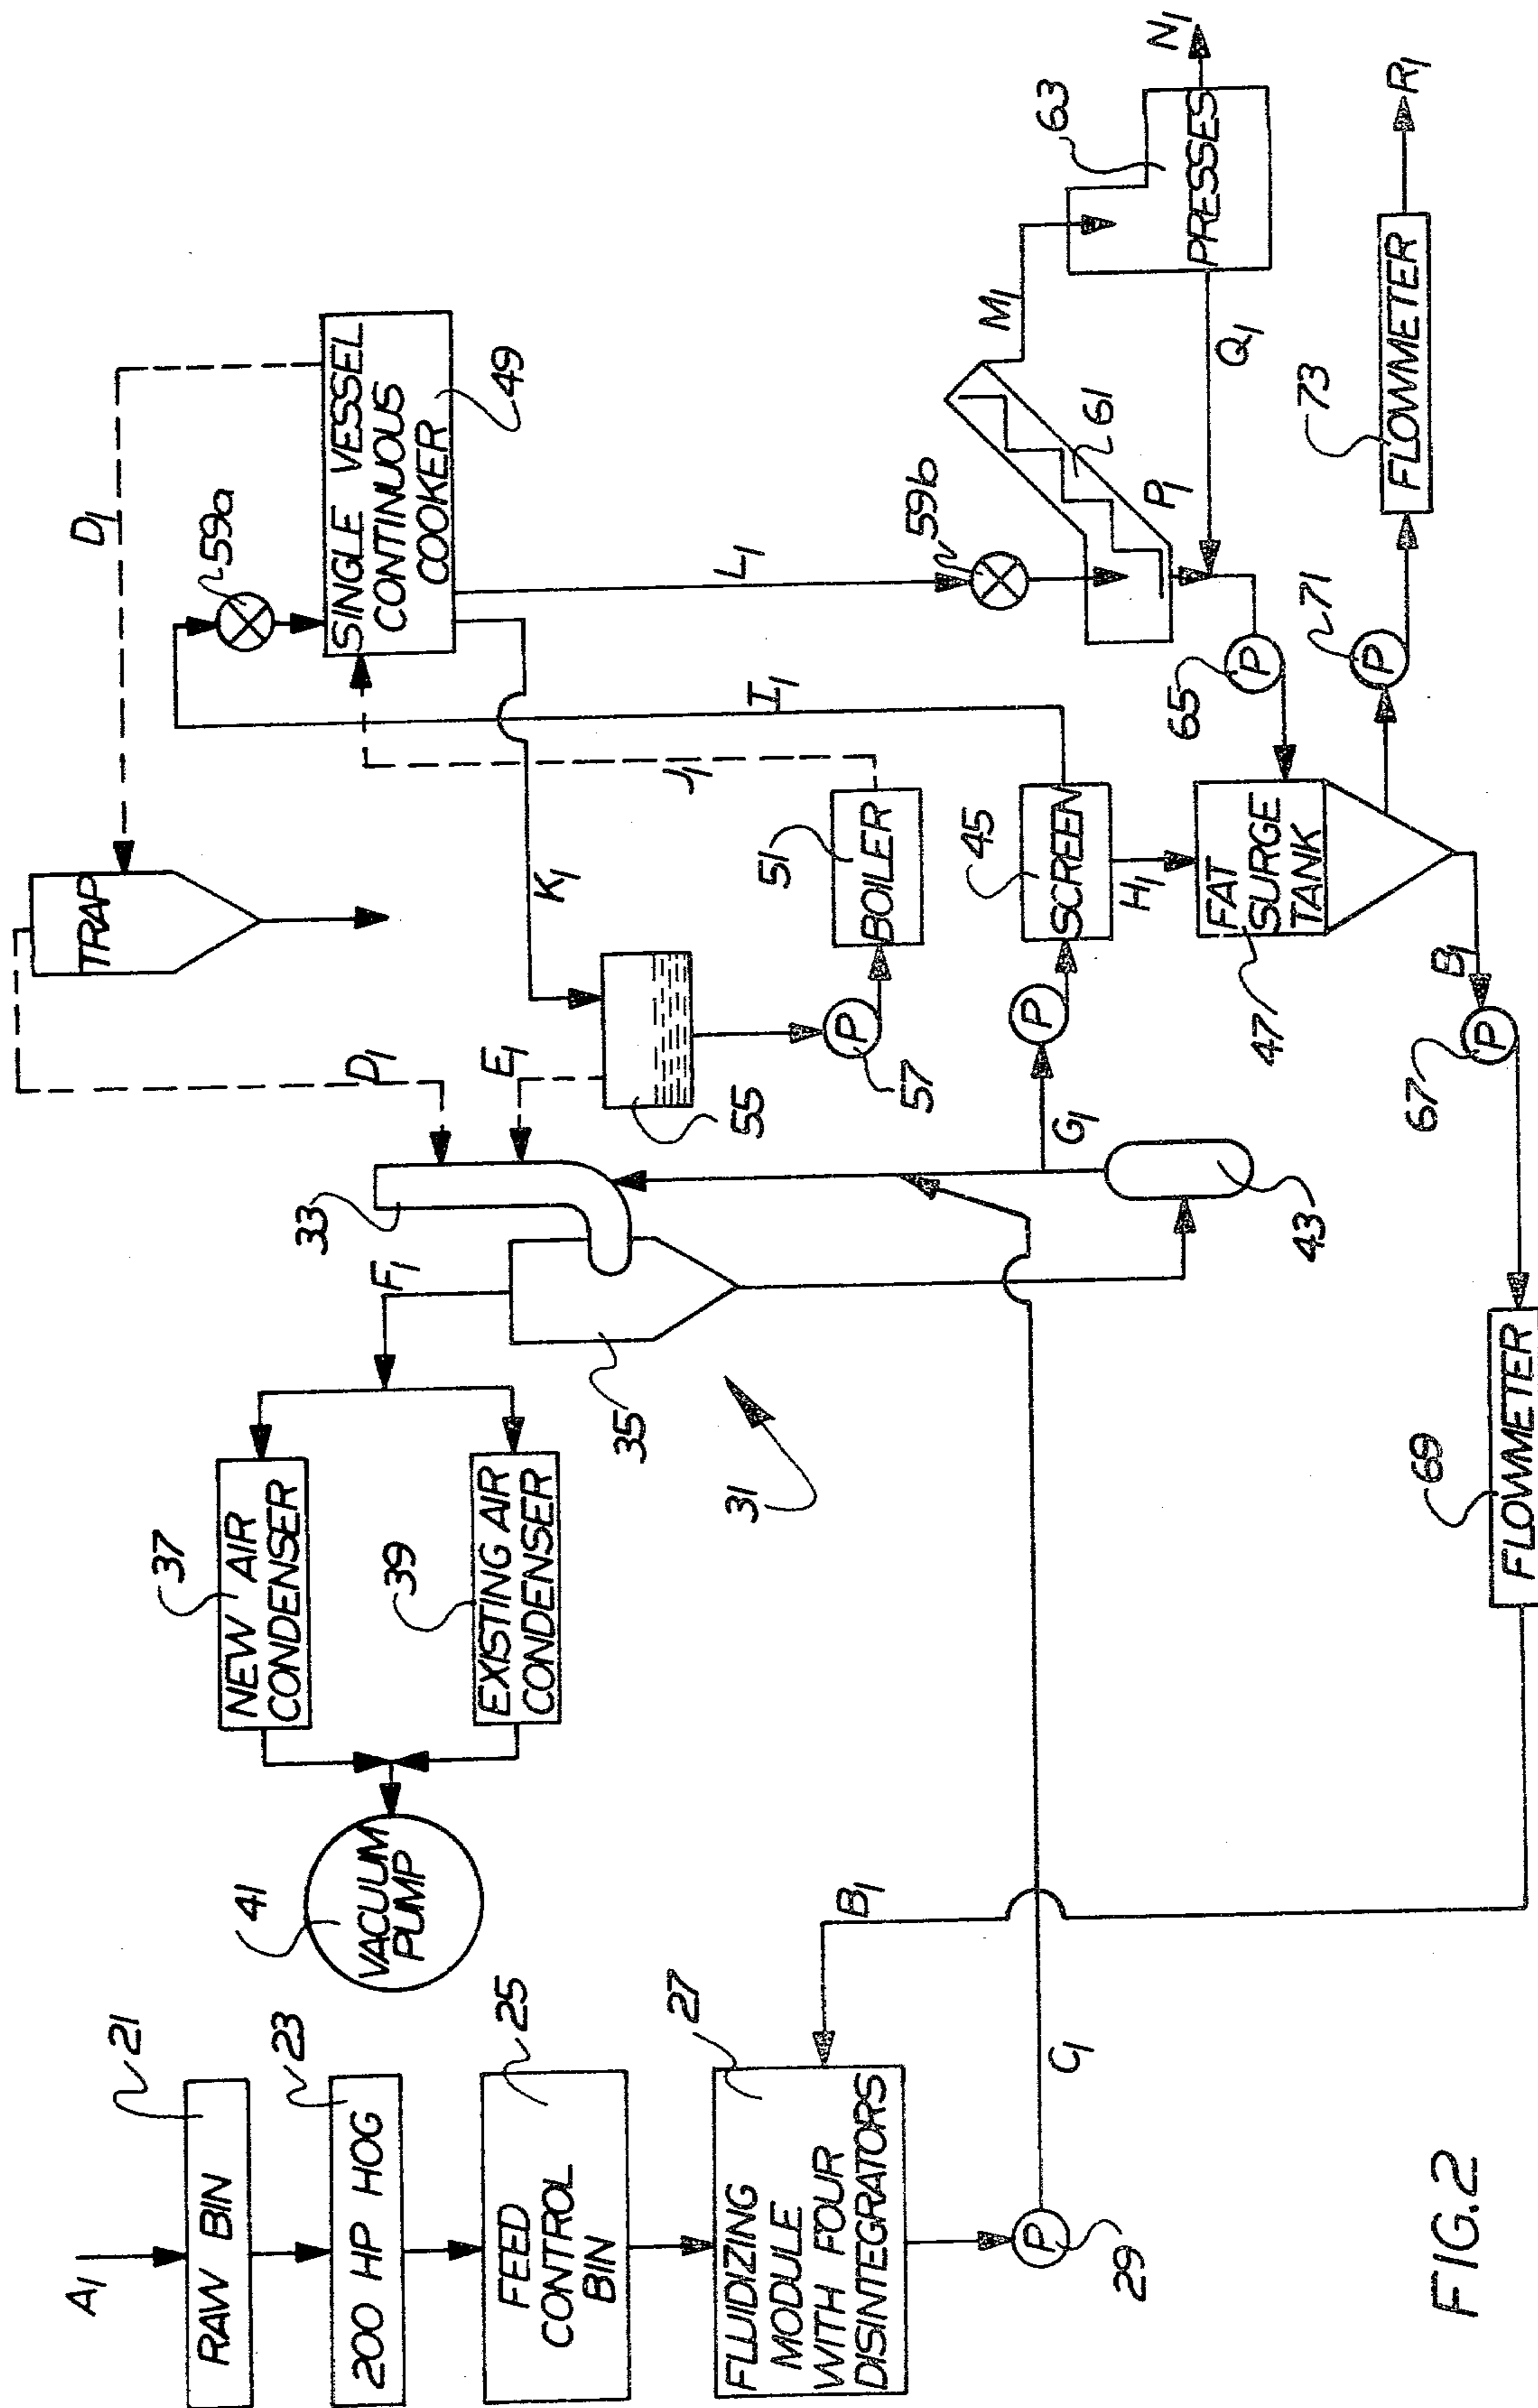 A₁
21
RAW BIN
23
200 HP HOG
25
FEED
CONTROL
BIN
27
FLUIDIZING
MODULE
WITH FOUR
DISINTEGRATORS
P
29
C₁
B₁
41
VACUUM
PUMP
37
NEW AIR
CONDENSER
39
EXISTING AIR
CONDENSER
F₁
33
35
31
D₁
E₁
TRAP
D₁
55
P
57
K₁
51
BOILER
J₁
43
G₁
P
45
SCREEN
H₁
I₁
59a
SINGLE VESSEL
CONTINUOUS
COOKER
49
L₁
59b
61
M₁
63
PRESSES
N₁
P₁
Q₁
P
65
47
FAT
SURGE
TANK
P
71
73
FLOWMETER
R₁
B₁
P
67
69
FLOWMETER
FIG.2